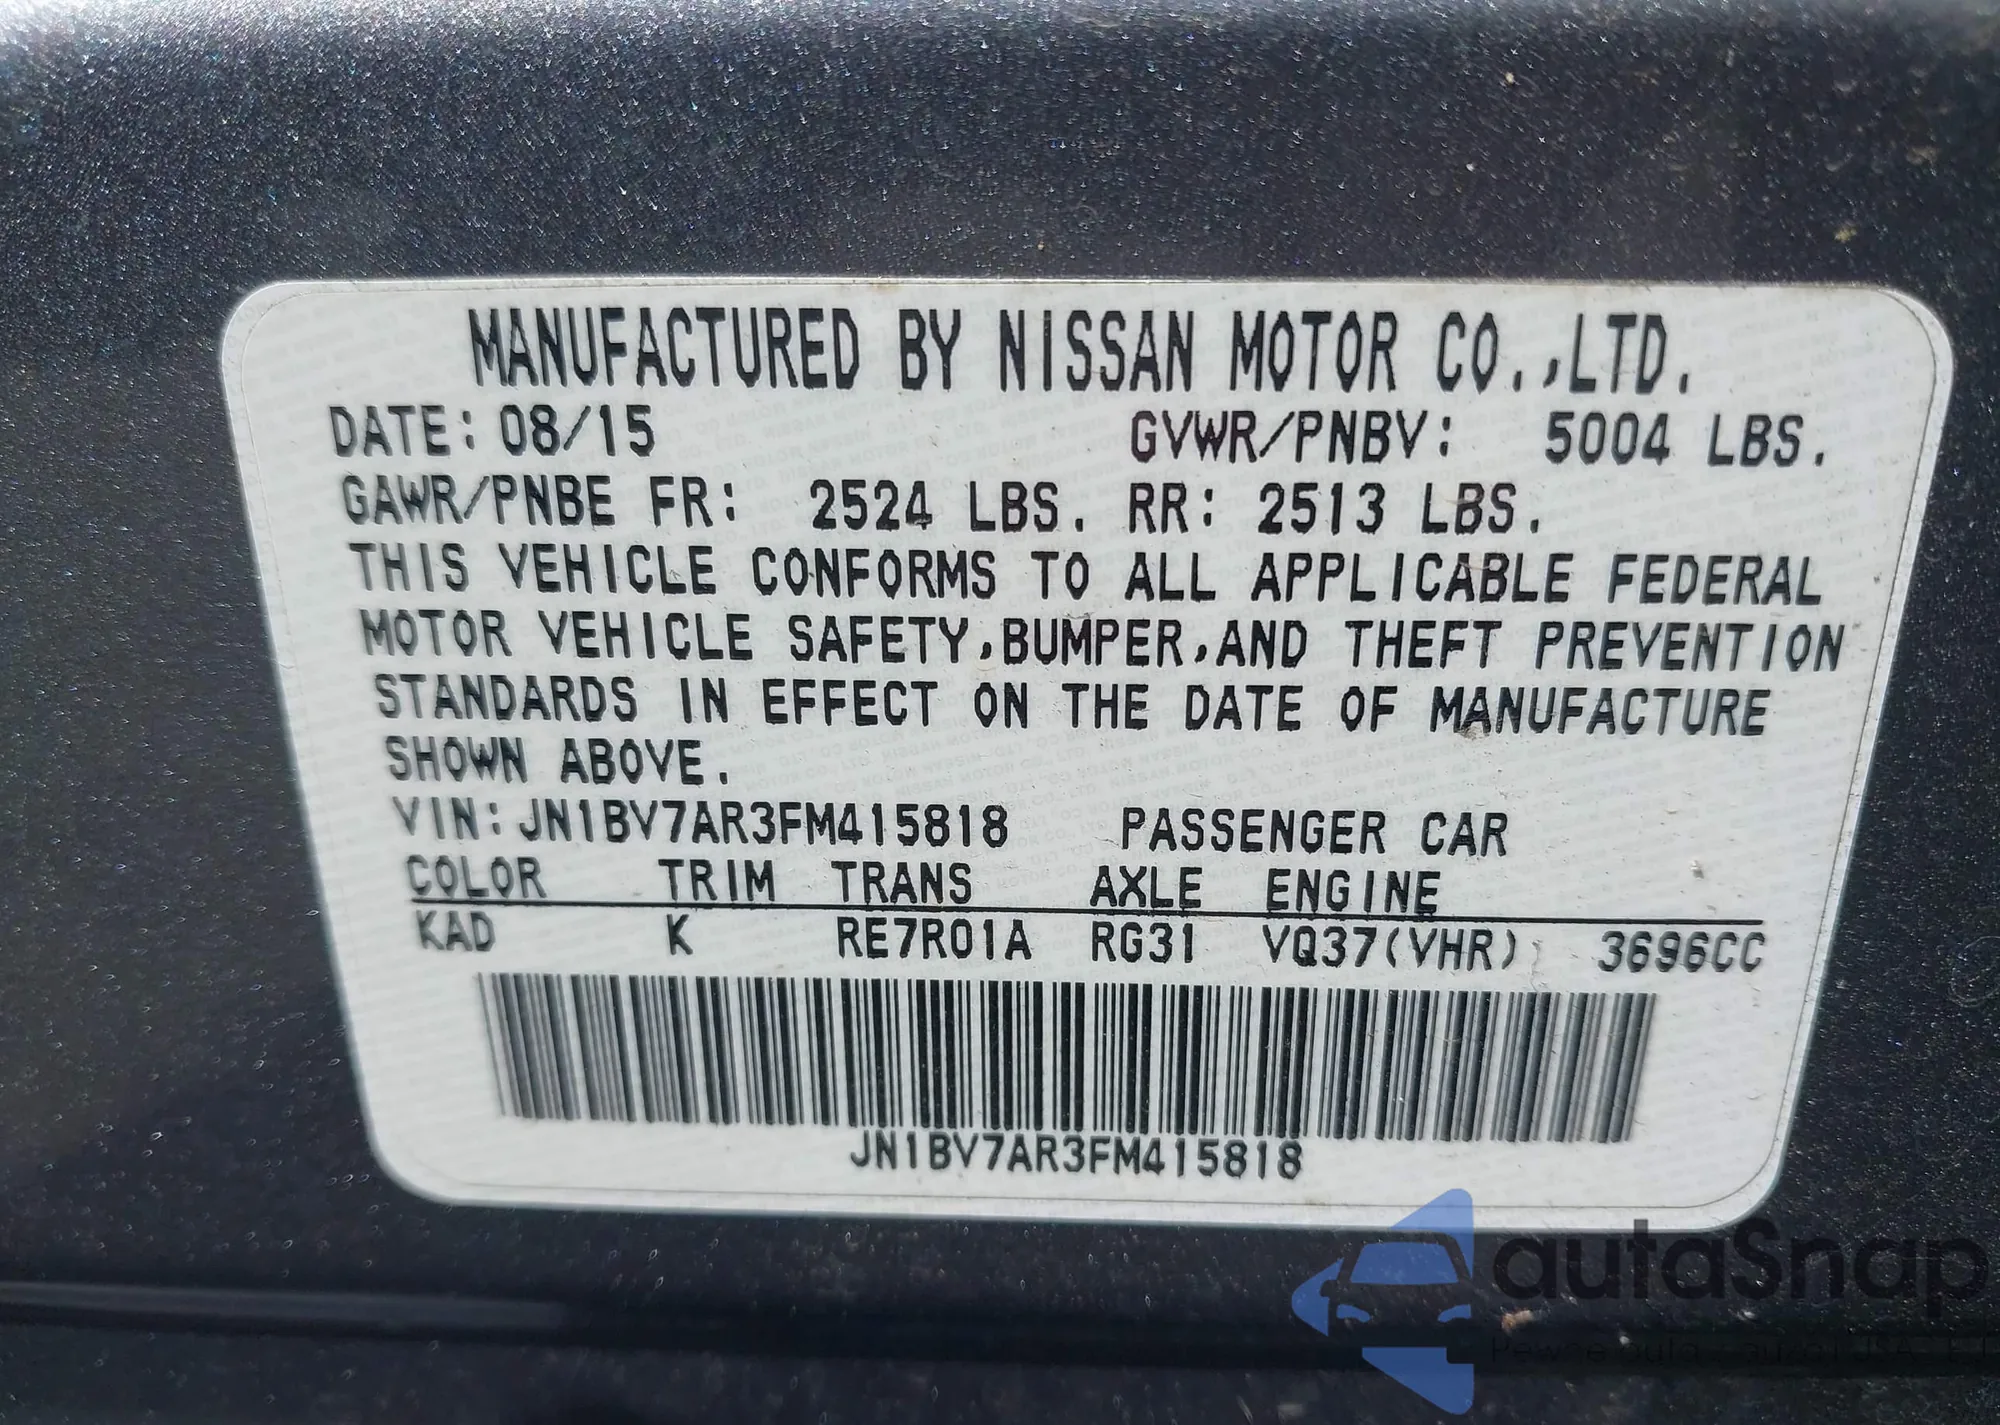 MANUFACTURED BY NISSAN MOTOR CO.,LTD.
DATE: 08/15 GVWR/PNBV: 5004 LBS.
GAWR/PNBE FR: 2524 LBS. RR: 2513 LBS.
THIS VEHICLE CONFORMS TO ALL APPLICABLE FEDERAL
MOTOR VEHICLE SAFETY,BUMPER,AND THEFT PREVENTION
STANDARDS IN EFFECT ON THE DATE OF MANUFACTURE
SHOWN ABOVE.
VIN: JN1BV7AR3FM415818 PASSENGER CAR
COLOR TRIM TRANS AXLE ENGINE
KAD K RE7R01A RG31 VQ37(VHR) 3696CC
JN1BV7AR3FM415818
autaSnap